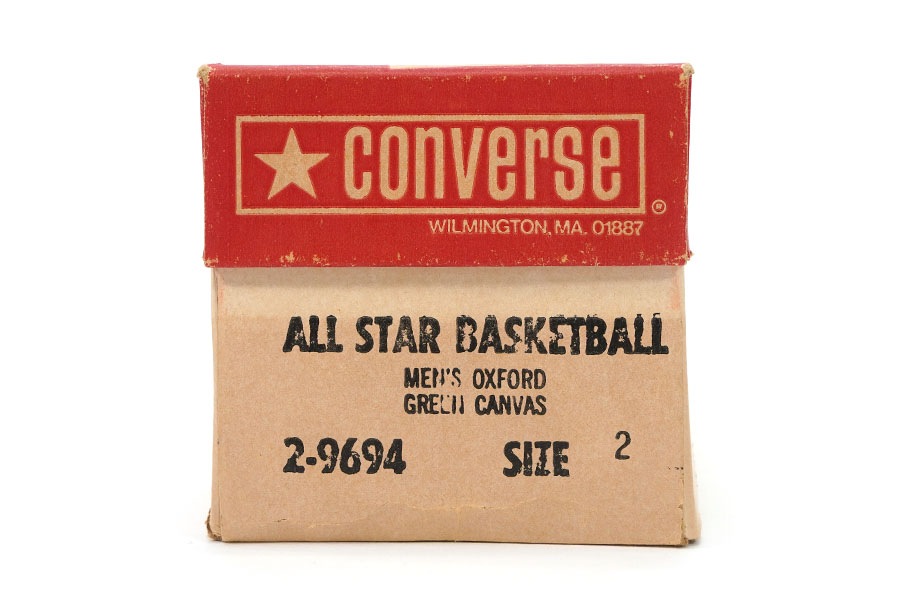 ★ converse ®
WILMINGTON, MA. 01887
ALL STAR BASKETBALL
MEN'S OXFORD
GREEN CANVAS
2-9694 SIZE 2